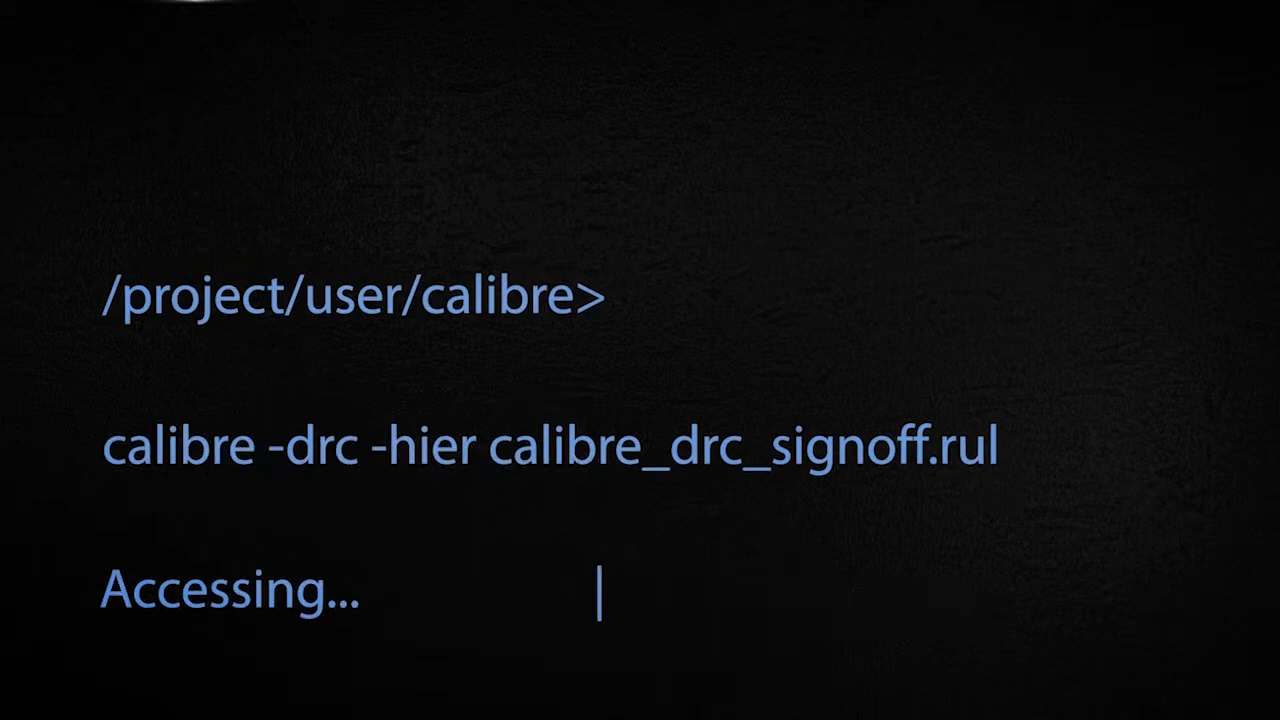 /project/user/calibre>
calibre -drc -hier calibre_drc_signoff.rul
Accessing... |